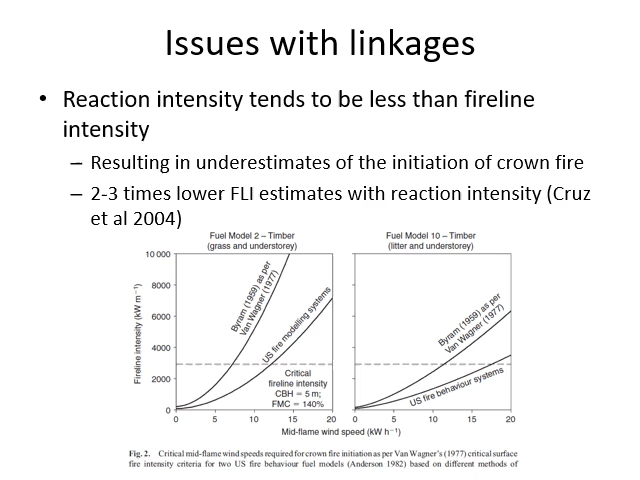 Issues with linkages
• Reaction intensity tends to be less than fireline
intensity
– Resulting in underestimates of the initiation of crown fire
– 2-3 times lower FLI estimates with reaction intensity (Cruz
et al 2004)
Fuel Model 2 – Timber
(grass and understorey)
Fuel Model 10 – Timber
(litter and understorey)
Fireline intensity (kW m⁻¹)
10 000
8000
6000
4000
2000
0
Byram (1959) as per
Van Wagner (1977)
US fire modelling systems
Critical
fireline intensity
CBH = 5 m;
FMC = 140%
Byram (1959) as per
Van Wagner (1977)
US fire behaviour systems
0 5 10 15 20
0 5 10 15 20
Mid-flame wind speed (kW h⁻¹)
Fig. 2. Critical mid-flame wind speeds required for crown fire initiation as per Van Wagner's (1977) critical surface
fire intensity criteria for two US fire behaviour fuel models (Anderson 1982) based on different methods of